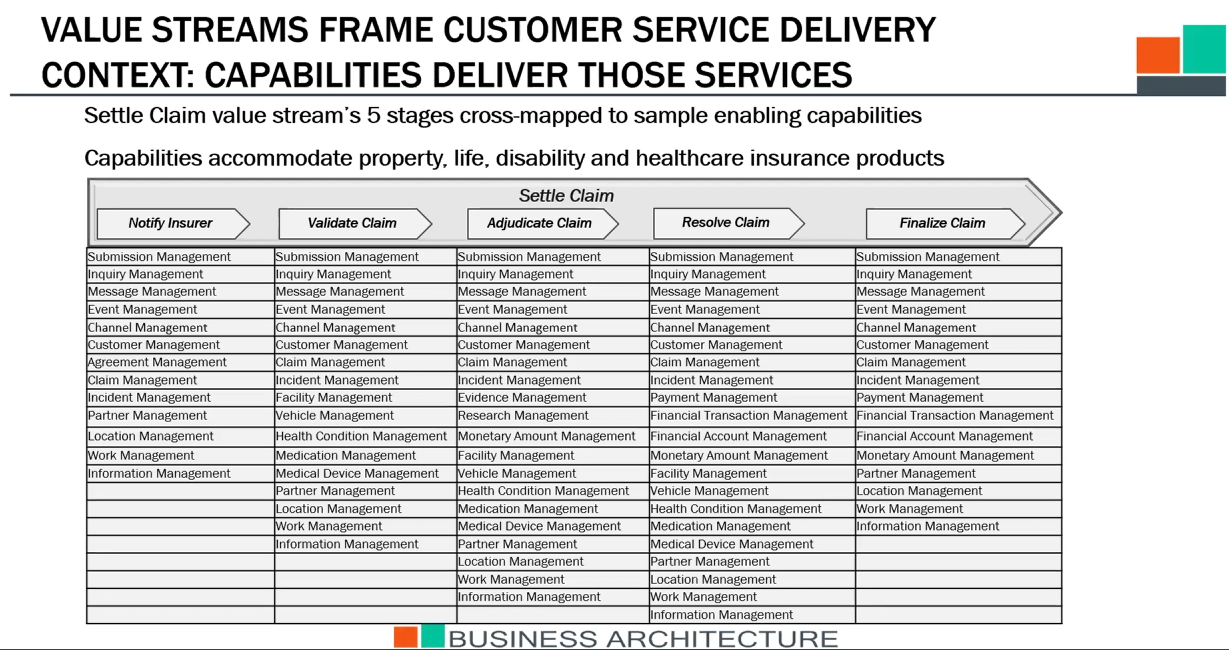 VALUE STREAMS FRAME CUSTOMER SERVICE DELIVERY
CONTEXT: CAPABILITIES DELIVER THOSE SERVICES
Settle Claim value stream's 5 stages cross-mapped to sample enabling capabilities
Capabilities accommodate property, life, disability and healthcare insurance products
Settle Claim
Notify Insurer Validate Claim Adjudicate Claim Resolve Claim Finalize Claim
Submission Management Submission Management Submission Management Submission Management Submission Management
Inquiry Management Inquiry Management Inquiry Management Inquiry Management Inquiry Management
Message Management Message Management Message Management Message Management Message Management
Event Management Event Management Event Management Event Management Event Management
Channel Management Channel Management Channel Management Channel Management Channel Management
Customer Management Customer Management Customer Management Customer Management Customer Management
Agreement Management Claim Management Claim Management Claim Management Claim Management
Claim Management Incident Management Incident Management Incident Management Incident Management
Incident Management Facility Management Evidence Management Payment Management Payment Management
Partner Management Vehicle Management Research Management Financial Transaction Management Financial Transaction Management
Location Management Health Condition Management Monetary Amount Management Financial Account Management Financial Account Management
Work Management Medication Management Facility Management Monetary Amount Management Monetary Amount Management
Information Management Medical Device Management Vehicle Management Facility Management Partner Management
Partner Management Health Condition Management Vehicle Management Location Management
Location Management Medication Management Health Condition Management Work Management
Work Management Medical Device Management Medication Management Information Management
Information Management Partner Management Medical Device Management
Location Management Partner Management
Work Management Location Management
Information Management Work Management
Information Management
BUSINESS ARCHITECTURE